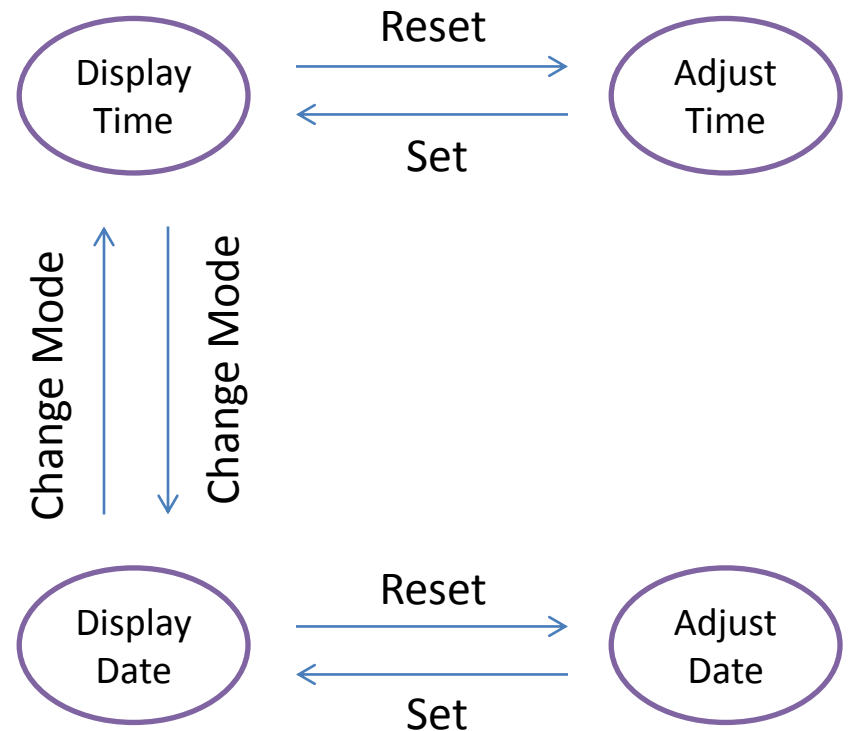 Reset
Display
Time
Adjust
Time
Set
Change Mode
Change Mode
Reset
Display
Date
Adjust
Date
Set